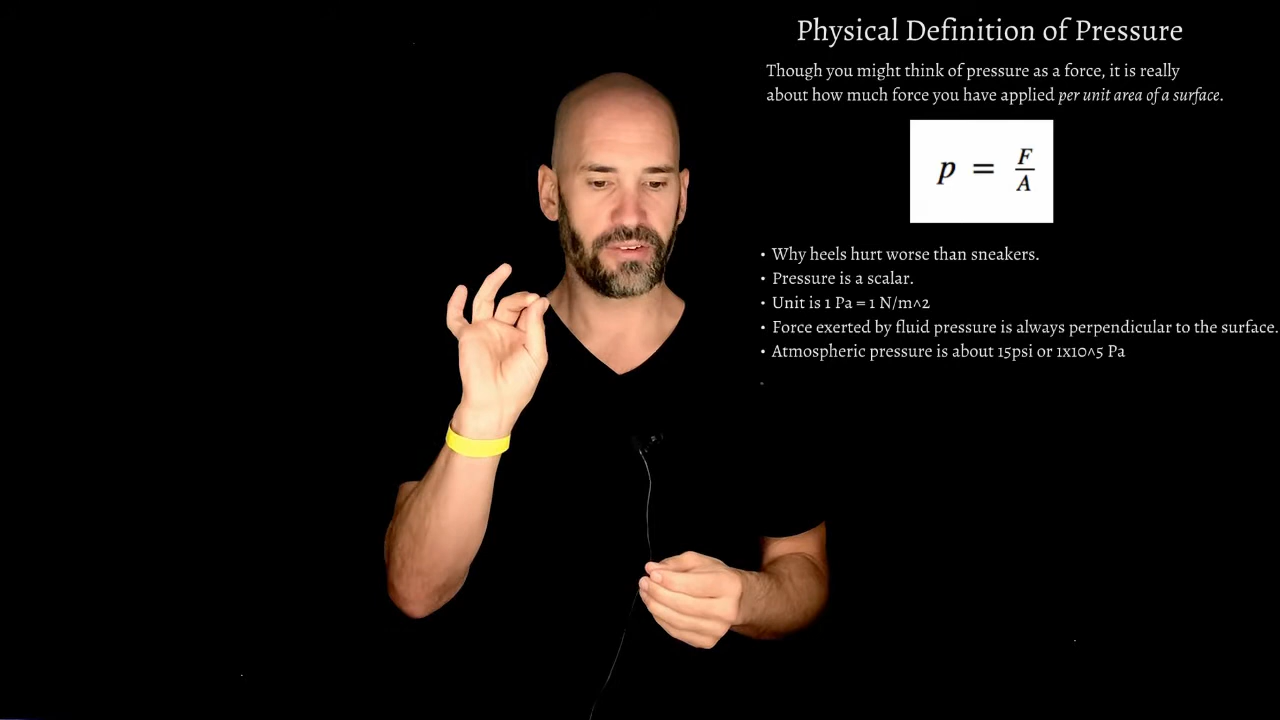 Physical Definition of Pressure
Though you might think of pressure as a force, it is really
about how much force you have applied per unit area of a surface.
p = F/A
• Why heels hurt worse than sneakers.
• Pressure is a scalar.
• Unit is 1 Pa = 1 N/m^2
• Force exerted by fluid pressure is always perpendicular to the surface.
• Atmospheric pressure is about 15psi or 1x10^5 Pa